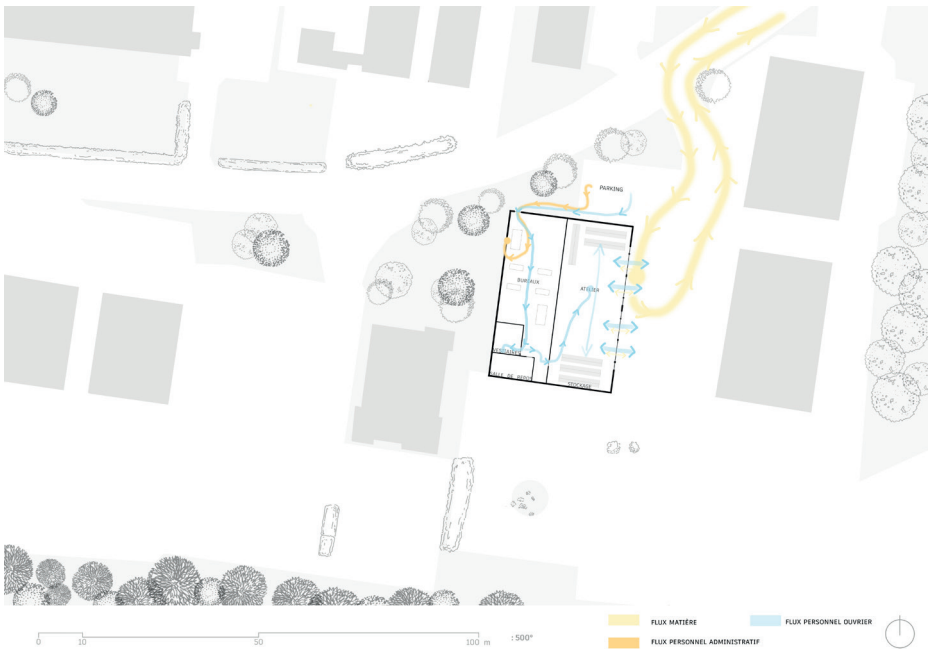 PARKING
BUREAUX
ATELIER
VESTIAIRES
SALLE DE REPOS
STOCKAGE
0 10 50 100 m
: 500°
FLUX MATIÈRE
FLUX PERSONNEL OUVRIER
FLUX PERSONNEL ADMINISTRATIF